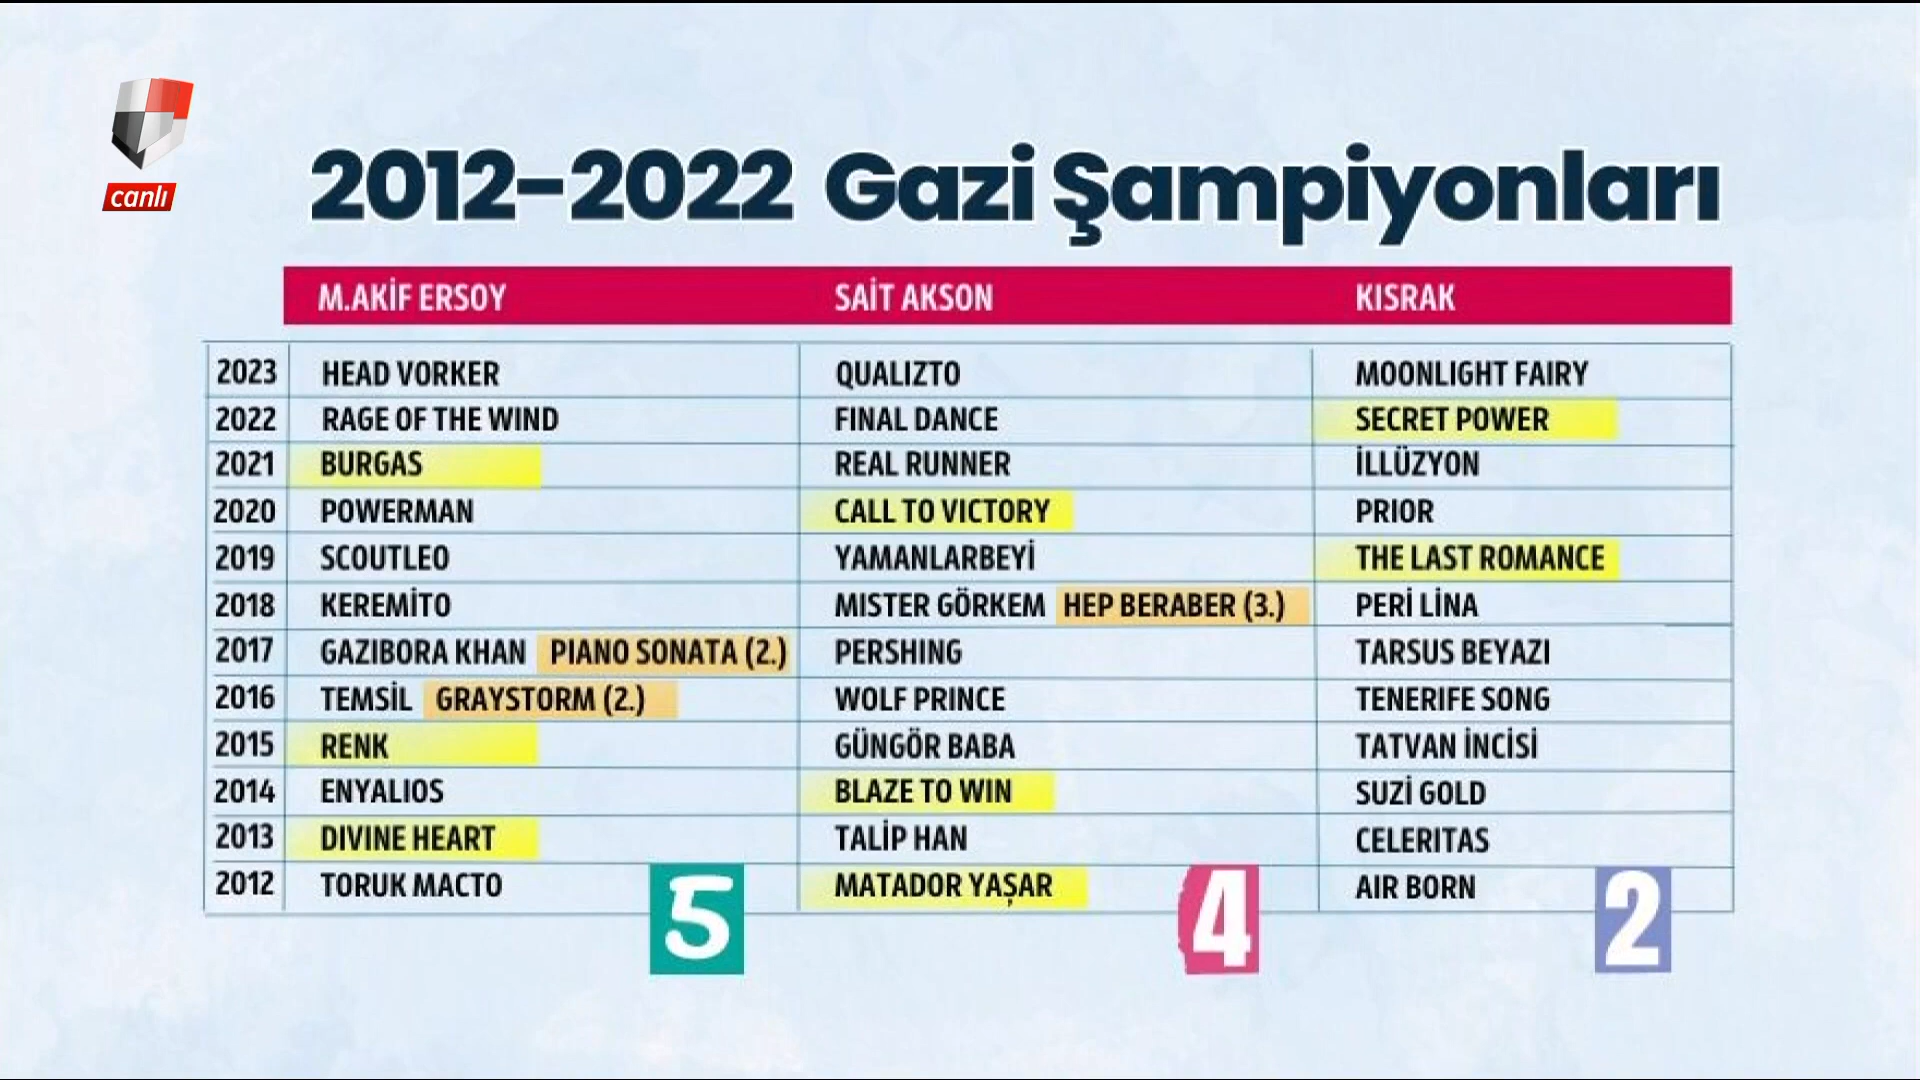 canlı
2012-2022 Gazi Şampiyonları
M.AKİF ERSOY SAİT AKSON KISRAK
2023 HEAD VORKER QUALIZTO MOONLIGHT FAIRY
2022 RAGE OF THE WIND FINAL DANCE SECRET POWER
2021 BURGAS REAL RUNNER İLLÜZYON
2020 POWERMAN CALL TO VICTORY PRIOR
2019 SCOUTLEO YAMANLARBEYİ THE LAST ROMANCE
2018 KEREMİTO MISTER GÖRKEM HEP BERABER (3.) PERİ LİNA
2017 GAZIBORA KHAN PIANO SONATA (2.) PERSHING TARSUS BEYAZI
2016 TEMSİL GRAYSTORM (2.) WOLF PRINCE TENERIFE SONG
2015 RENK GÜNGÖR BABA TATVAN İNCİSİ
2014 ENYALIOS BLAZE TO WIN SUZİ GOLD
2013 DIVINE HEART TALİP HAN CELERITAS
2012 TORUK MACTO MATADOR YAŞAR AIR BORN
5 4 2